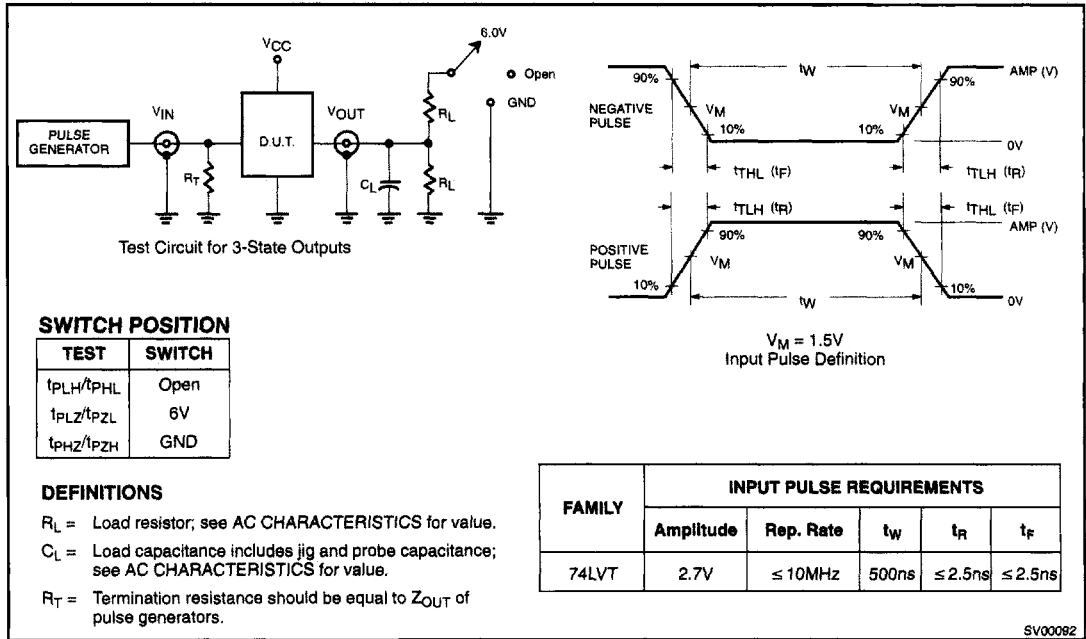 VCC
6.0V
Open
GND
VIN
VOUT
PULSE
GENERATOR
D.U.T.
RT
CL
RL
RL
Test Circuit for 3-State Outputs
90%
tW
90%
AMP (V)
NEGATIVE
PULSE
VM
VM
10%
10%
0V
tTHL (tF)
tTLH (tR)
tTLH (tR)
tTHL (tF)
AMP (V)
90%
90%
POSITIVE
PULSE
VM
VM
10%
10%
tW
0V
VM = 1.5V
Input Pulse Definition
SWITCH POSITION
TEST SWITCH
tPLH/tPHL Open
tPLZ/tPZL 6V
tPHZ/tPZH GND
DEFINITIONS
RL = Load resistor; see AC CHARACTERISTICS for value.
CL = Load capacitance includes jig and probe capacitance;
see AC CHARACTERISTICS for value.
RT = Termination resistance should be equal to ZOUT of
pulse generators.
FAMILY
INPUT PULSE REQUIREMENTS
Amplitude Rep. Rate tW tR tF
74LVT 2.7V ≤ 10MHz 500ns ≤ 2.5ns ≤ 2.5ns
SV00092